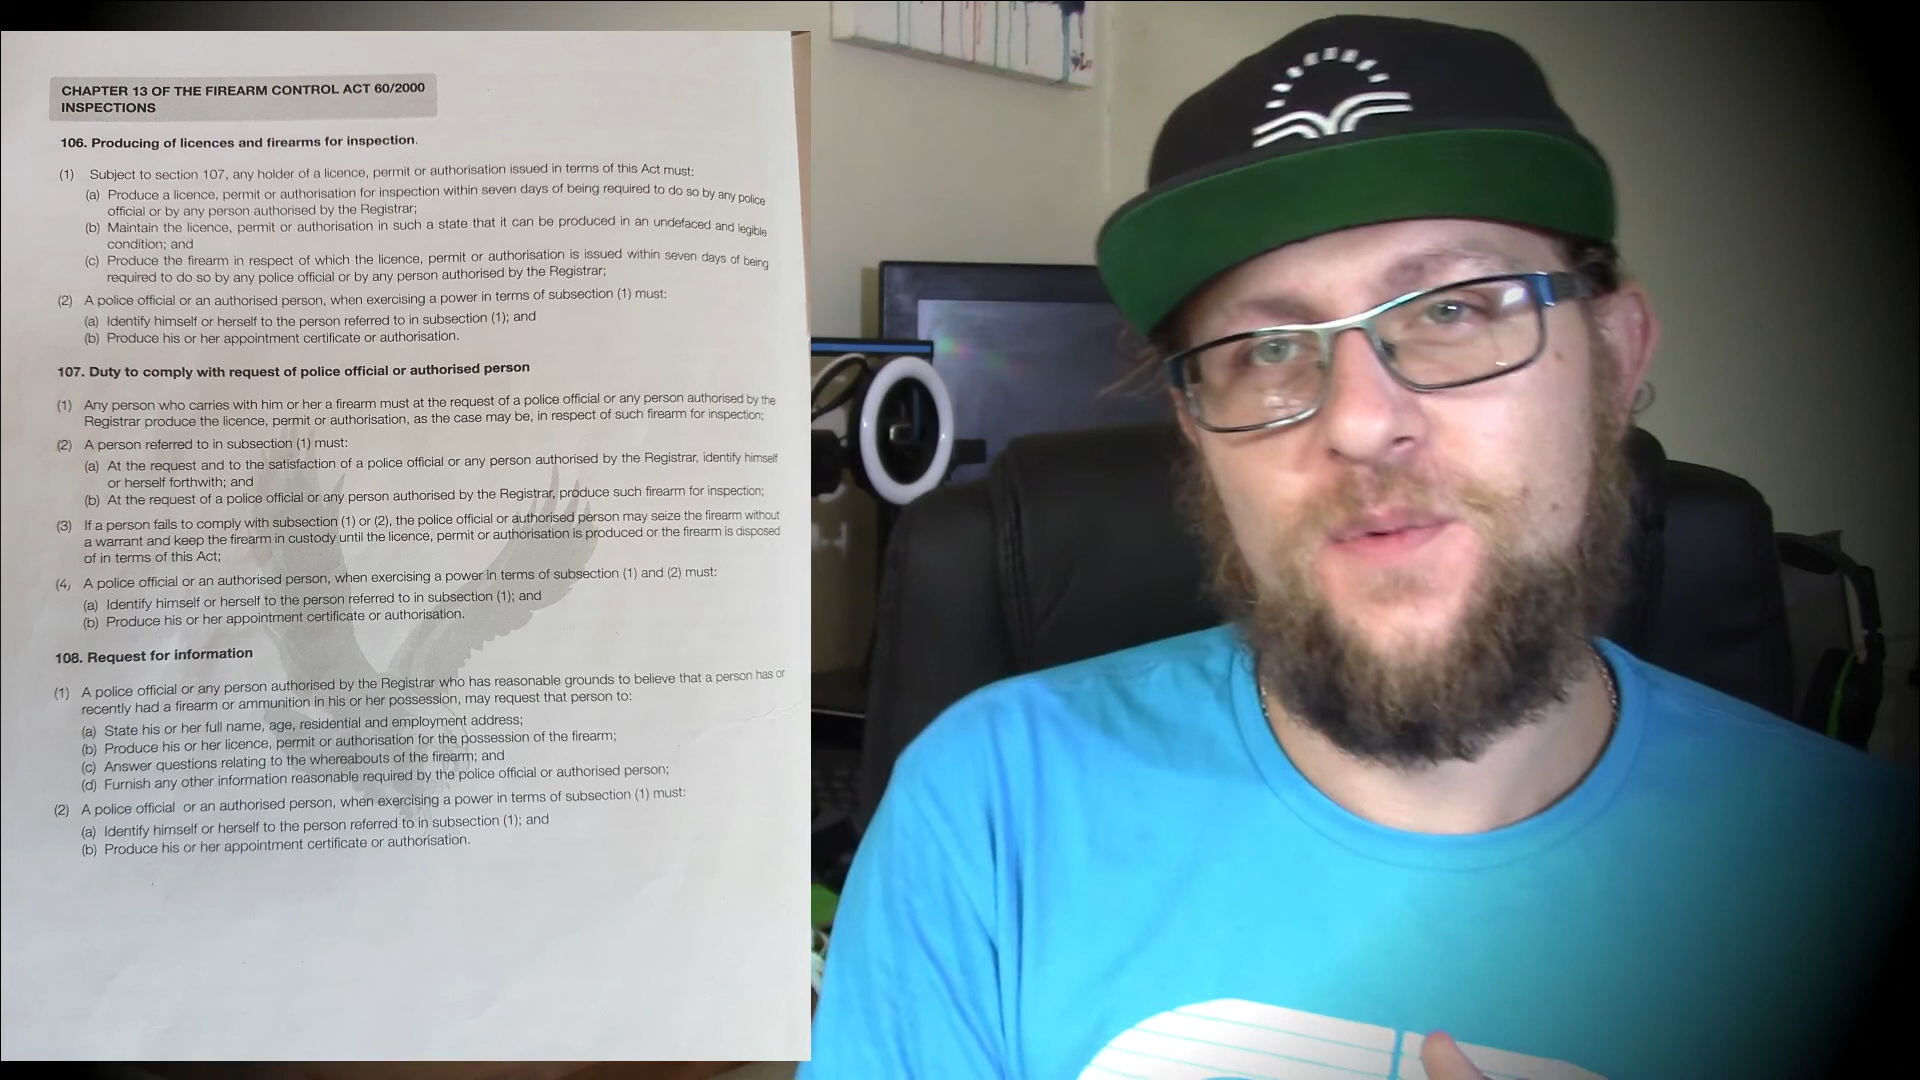 CHAPTER 13 OF THE FIREARM CONTROL ACT 60/2000
INSPECTIONS
106. Producing of licences and firearms for inspection.
(1) Subject to section 107, any holder of a licence, permit or authorisation issued in terms of this Act must:
(a) Produce a licence, permit or authorisation for inspection within seven days of being required to do so by any police
official or by any person authorised by the Registrar;
(b) Maintain the licence, permit or authorisation in such a state that it can be produced in an undefaced and legible
condition; and
(c) Produce the firearm in respect of which the licence, permit or authorisation is issued within seven days of being
required to do so by any police official or by any person authorised by the Registrar;
(2) A police official or an authorised person, when exercising a power in terms of subsection (1) must:
(a) Identify himself or herself to the person referred to in subsection (1); and
(b) Produce his or her appointment certificate or authorisation.
107. Duty to comply with request of police official or authorised person
(1) Any person who carries with him or her a firearm must at the request of a police official or any person authorised by the
Registrar produce the licence, permit or authorisation, as the case may be, in respect of such firearm for inspection;
(2) A person referred to in subsection (1) must:
(a) At the request and to the satisfaction of a police official or any person authorised by the Registrar, identify himself
or herself forthwith; and
(b) At the request of a police official or any person authorised by the Registrar, produce such firearm for inspection;
(3) If a person fails to comply with subsection (1) or (2), the police official or authorised person may seize the firearm without
a warrant and keep the firearm in custody until the licence, permit or authorisation is produced or the firearm is disposed
of in terms of this Act;
(4, A police official or an authorised person, when exercising a power in terms of subsection (1) and (2) must:
(a) Identify himself or herself to the person referred to in subsection (1); and
(b) Produce his or her appointment certificate or authorisation.
108. Request for information
(1) A police official or any person authorised by the Registrar who has reasonable grounds to believe that a person has or
recently had a firearm or ammunition in his or her possession, may request that person to:
(a) State his or her full name, age, residential and employment address;
(b) Produce his or her licence, permit or authorisation for the possession of the firearm;
(c) Answer questions relating to the whereabouts of the firearm; and
(d) Furnish any other information reasonable required by the police official or authorised person;
(2) A police official or an authorised person, when exercising a power in terms of subsection (1) must:
(a) Identify himself or herself to the person referred to in subsection (1); and
(b) Produce his or her appointment certificate or authorisation.